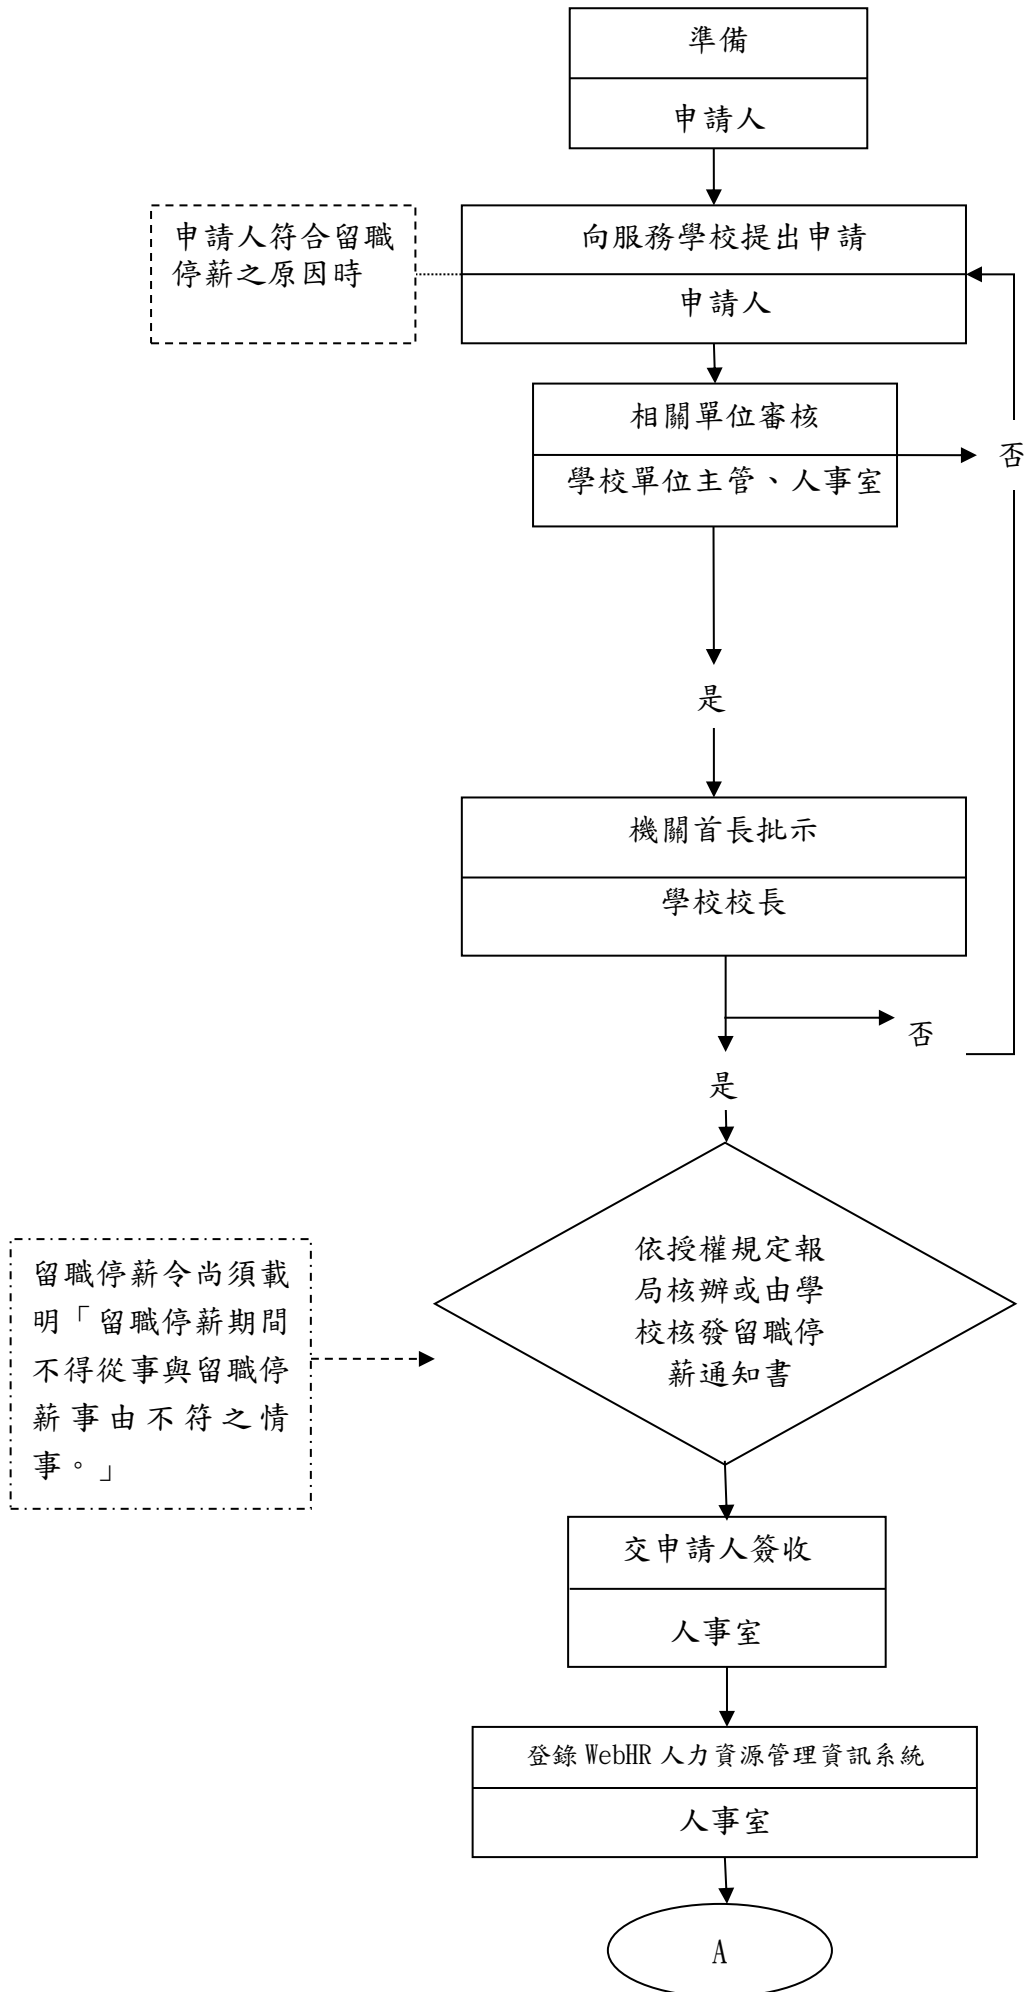 準備
申請人
申請人符合留職
停薪之原因時
向服務學校提出申請
申請人
相關單位審核
學校單位主管、人事室
否
是
機關首長批示
學校校長
否
是
依授權規定報
局核辦或由學
校核發留職停
薪通知書
留職停薪令尚須載
明「留職停薪期間
不得從事與留職停
薪事由不符之情
事。」
交申請人簽收
人事室
登錄 WebHR 人力資源管理資訊系統
人事室
A